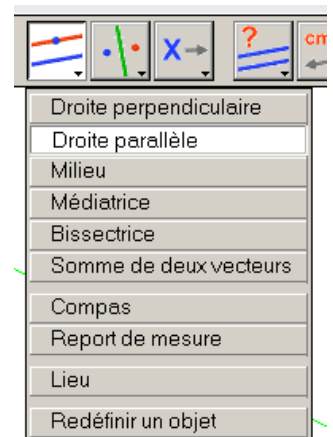 X
?
cm
Droite perpendiculaire
Droite parallèle
Milieu
Médiatrice
Bissectrice
Somme de deux vecteurs
Compas
Report de mesure
Lieu
Redéfinir un objet